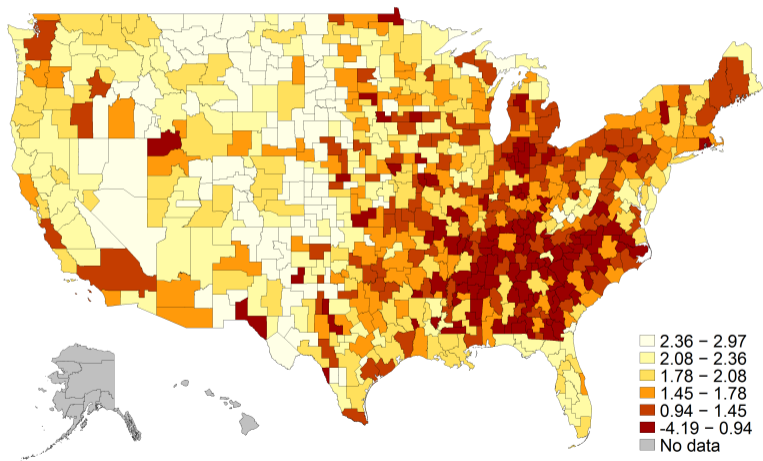 2.36 − 2.97
2.08 − 2.36
1.78 − 2.08
1.45 − 1.78
0.94 − 1.45
-4.19 − 0.94
No data